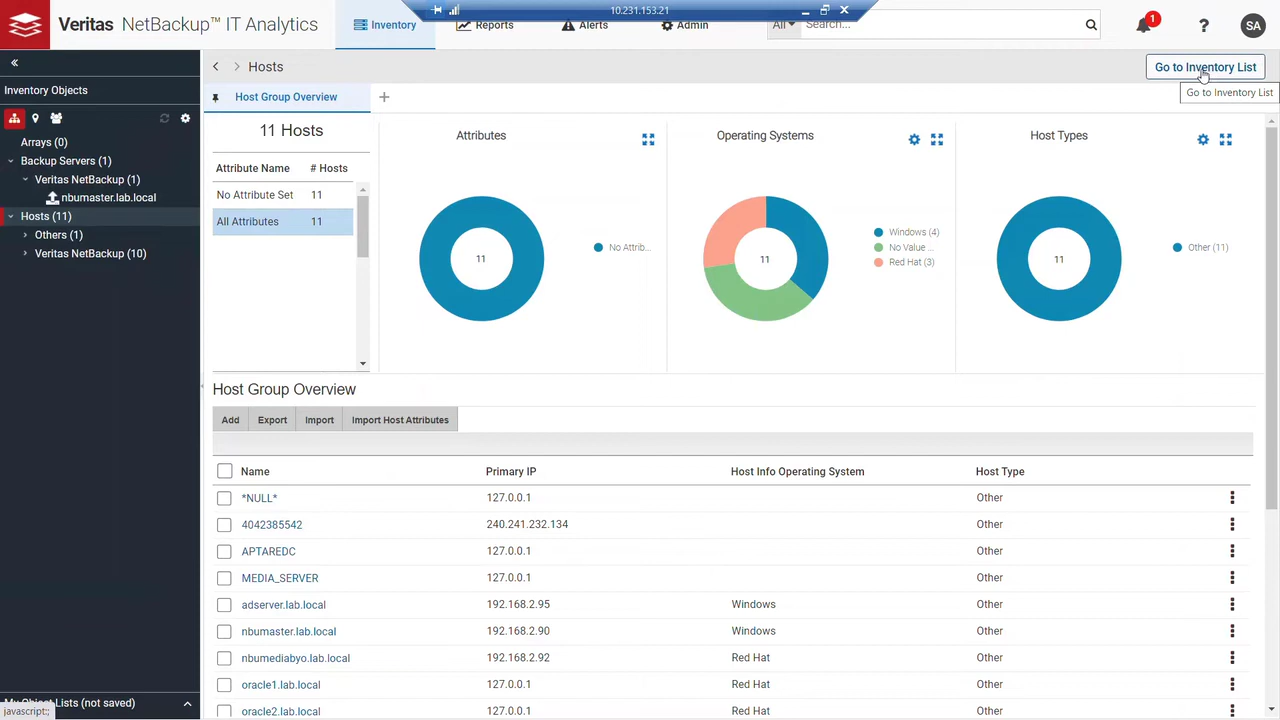 10.231.153.21
Veritas NetBackup™ IT Analytics
Inventory
Reports
Alerts
Admin
All
Search...
1
?
SA
Hosts
Go to Inventory List
Go to Inventory List
Inventory Objects
Arrays (0)
Backup Servers (1)
Veritas NetBackup (1)
nbumaster.lab.local
Hosts (11)
Others (1)
Veritas NetBackup (10)
Host Group Overview
11 Hosts
Attribute Name # Hosts
No Attribute Set 11
All Attributes 11
Attributes
11
No Attrib...
Operating Systems
11
Windows (4)
No Value ...
Red Hat (3)
Host Types
11
Other (11)
Host Group Overview
Add Export Import Import Host Attributes
Name Primary IP Host Info Operating System Host Type
*NULL* 127.0.0.1 Other
4042385542 240.241.232.134 Other
APTAREDC 127.0.0.1 Other
MEDIA_SERVER 127.0.0.1 Other
adserver.lab.local 192.168.2.95 Windows Other
nbumaster.lab.local 192.168.2.90 Windows Other
nbumediabyo.lab.local 192.168.2.92 Red Hat Other
oracle1.lab.local 127.0.0.1 Red Hat Other
oracle2.lab.local 127.0.0.1 Red Hat Other
My Object Lists (not saved)
javascript:;